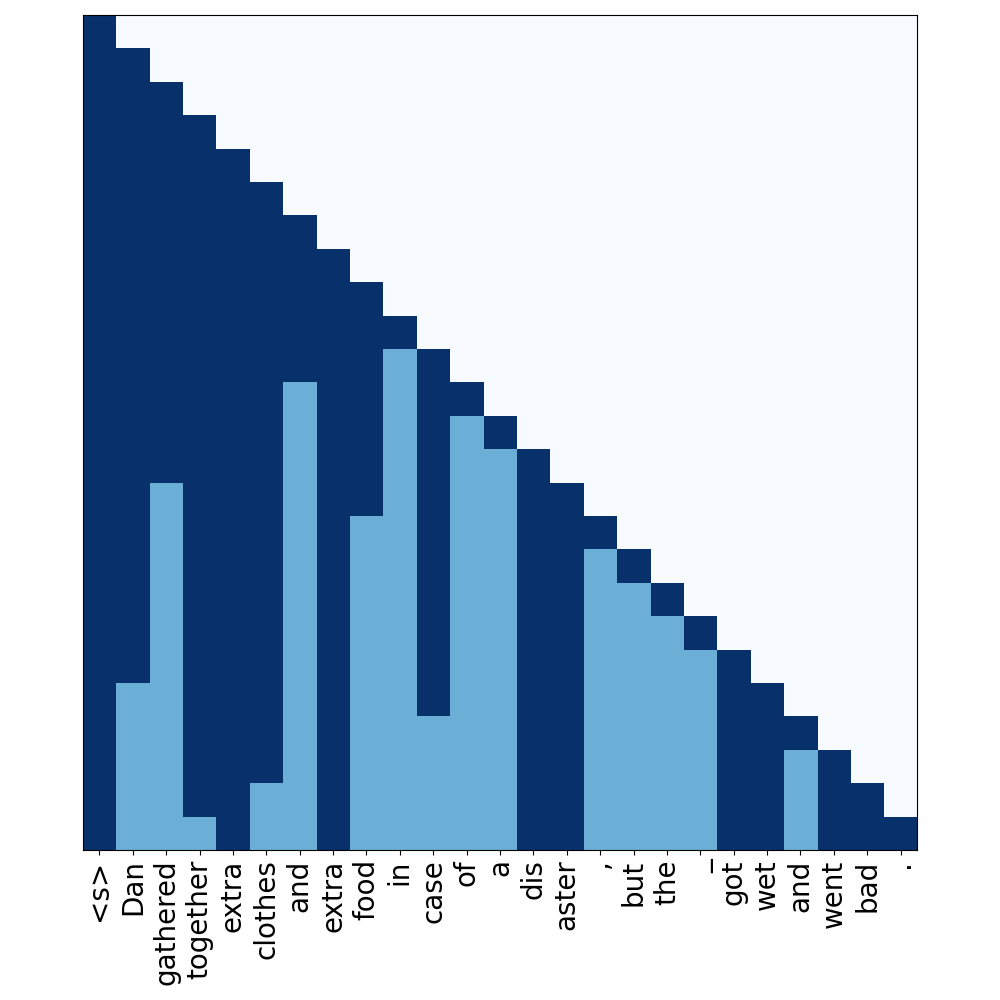 <s> Dan gathered together extra clothes and extra food in case of a dis aster , but the _ got wet and went bad .